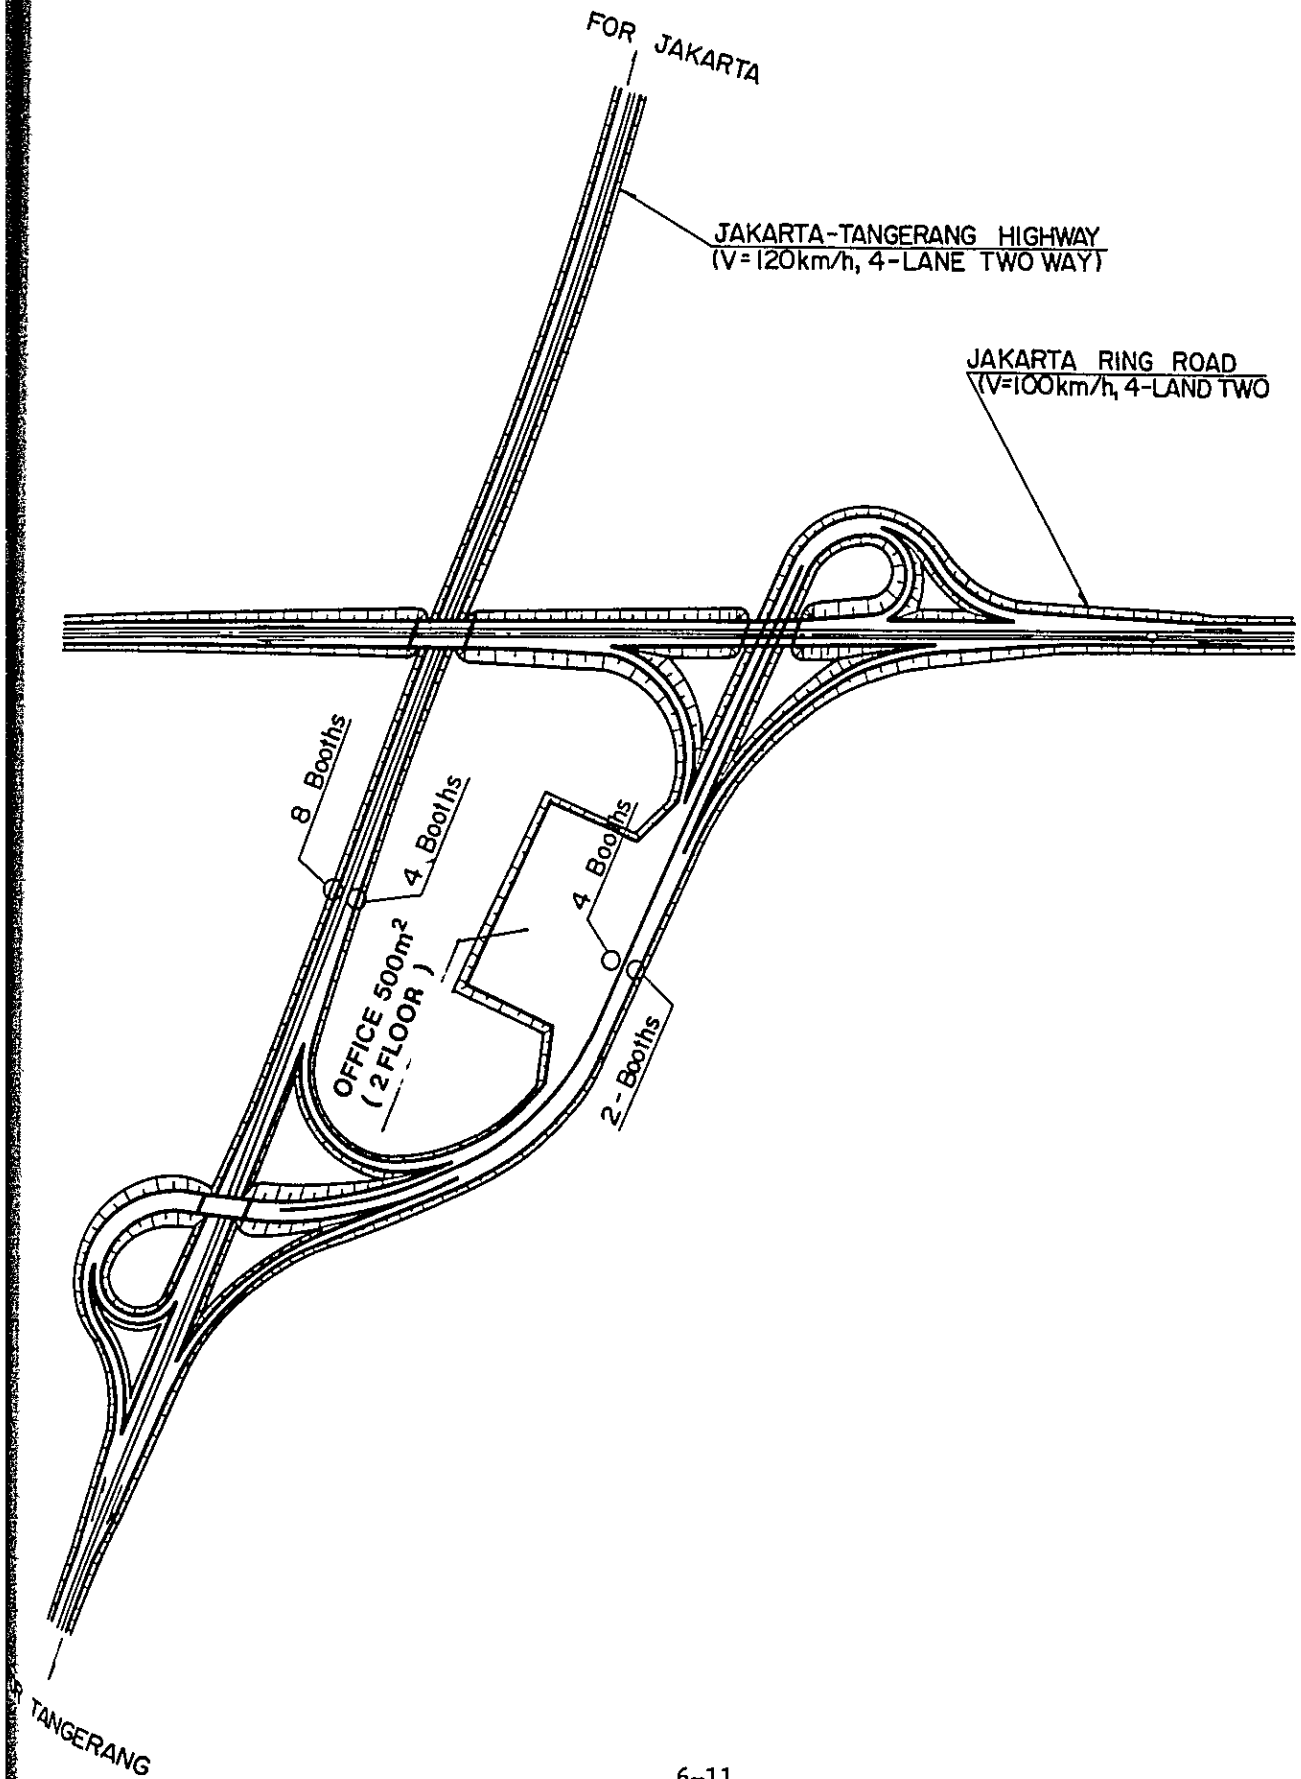 FOR JAKARTA
JAKARTA-TANGERANG HIGHWAY
(V=120km/h, 4-LANE TWO WAY)
JAKARTA RING ROAD
(V=100km/h, 4-LAND TWO
8 Booths
4 Booths
4 Booths
OFFICE 500m²
( 2 FLOOR )
2-Booths
R TANGERANG
6-11